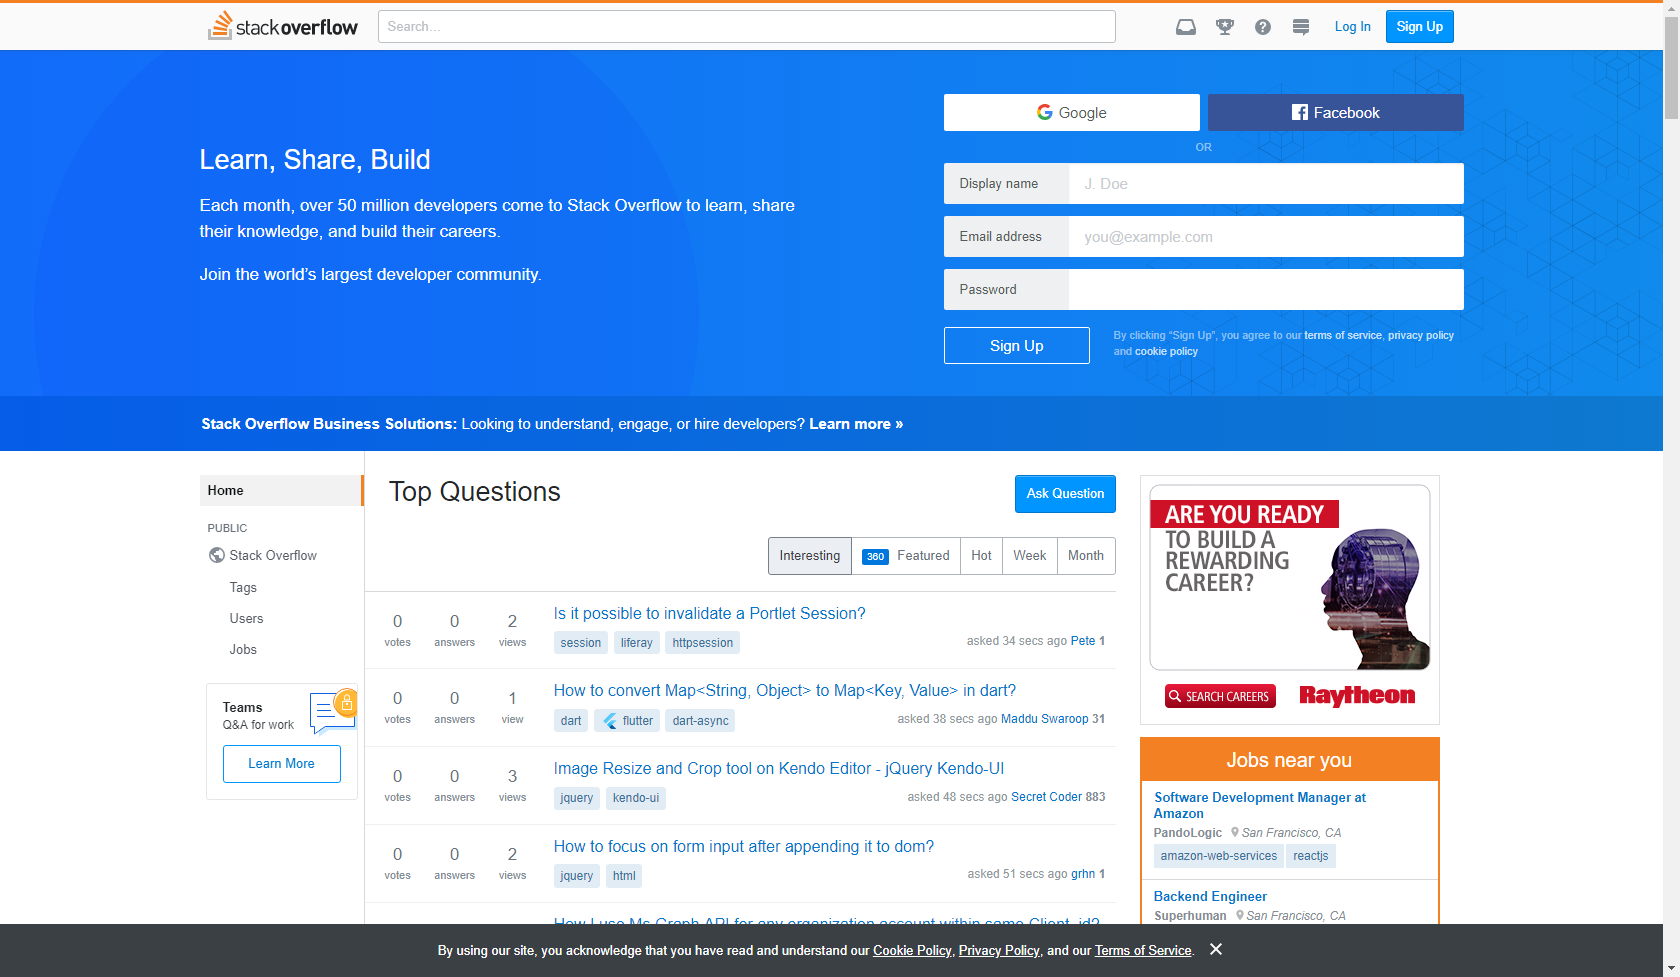 stackoverflow
Search...
Log In
Sign Up
Learn, Share, Build
Each month, over 50 million developers come to Stack Overflow to learn, share
their knowledge, and build their careers.
Join the world's largest developer community.
Google
Facebook
OR
Display name
J. Doe
Email address
you@example.com
Password
Sign Up
By clicking "Sign Up", you agree to our terms of service, privacy policy
and cookie policy
Stack Overflow Business Solutions: Looking to understand, engage, or hire developers? Learn more »
Home
PUBLIC
Stack Overflow
Tags
Users
Jobs
Teams
Q&A for work
Learn More
Top Questions
Ask Question
Interesting
360 Featured
Hot
Week
Month
0 votes
0 answers
2 views
Is it possible to invalidate a Portlet Session?
session liferay httpsession
asked 34 secs ago Pete 1
0 votes
0 answers
1 view
How to convert Map<String, Object> to Map<Key, Value> in dart?
dart flutter dart-async
asked 38 secs ago Maddu Swaroop 31
0 votes
0 answers
3 views
Image Resize and Crop tool on Kendo Editor - jQuery Kendo-UI
jquery kendo-ui
asked 48 secs ago Secret Coder 883
0 votes
0 answers
2 views
How to focus on form input after appending it to dom?
jquery html
asked 51 secs ago grhn 1
How I use Ms Graph API for any organization account within same Client_id?
ARE YOU READY
TO BUILD A
REWARDING
CAREER?
SEARCH CAREERS
Raytheon
Jobs near you
Software Development Manager at
Amazon
PandoLogic San Francisco, CA
amazon-web-services reactjs
Backend Engineer
Superhuman San Francisco, CA
By using our site, you acknowledge that you have read and understand our Cookie Policy, Privacy Policy, and our Terms of Service.